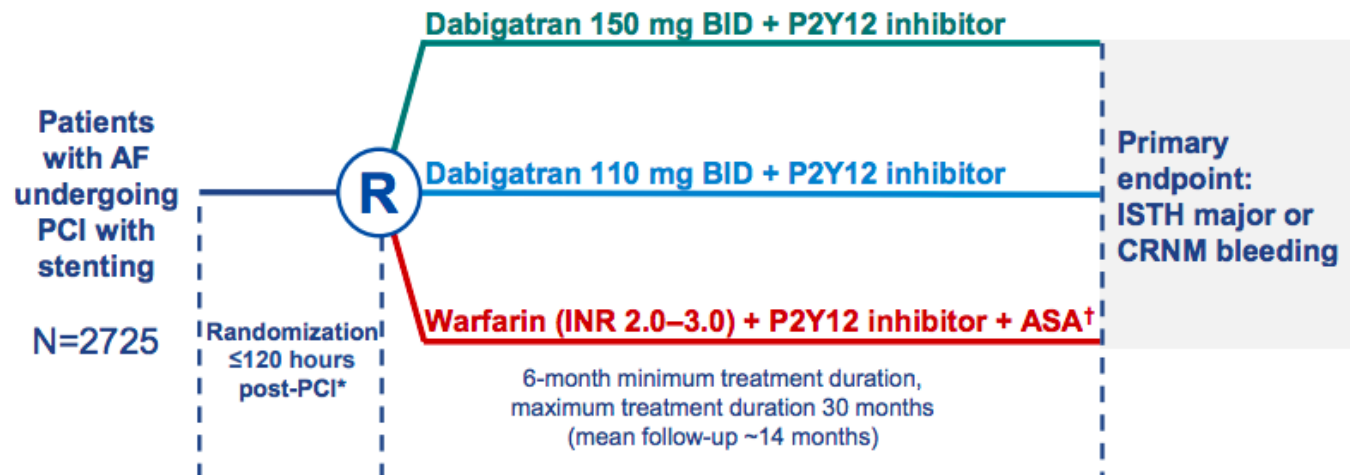 Dabigatran 150 mg BID + P2Y12 inhibitor
Patients
with AF
undergoing
PCI with
stenting
N=2725
R
Dabigatran 110 mg BID + P2Y12 inhibitor
Primary
endpoint:
ISTH major or
CRNM bleeding
Randomization
≤120 hours
post-PCI*
Warfarin (INR 2.0–3.0) + P2Y12 inhibitor + ASA†
6-month minimum treatment duration,
maximum treatment duration 30 months
(mean follow-up ~14 months)